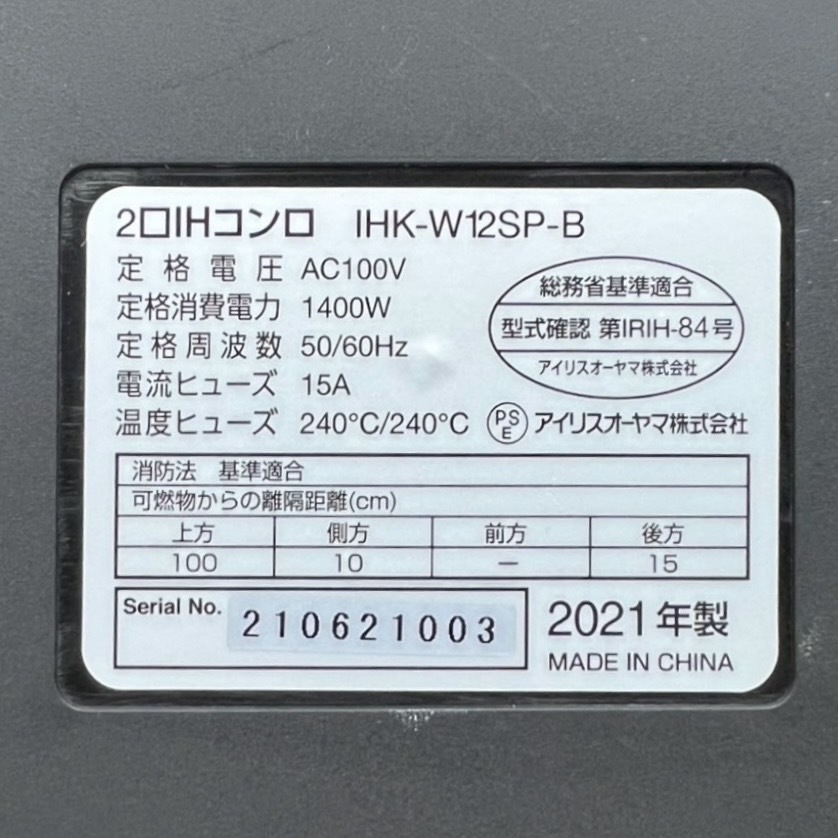 2口IHコンロ IHK-W12SP-B
定格電圧 AC100V
定格消費電力 1400W
定格周波数 50/60Hz
電流ヒューズ 15A
温度ヒューズ 240°C/240°C
総務省基準適合
型式確認 第IRIH-84号
アイリスオーヤマ株式会社
PSE アイリスオーヤマ株式会社
消防法 基準適合
可燃物からの離隔距離(cm)
上方 側方 前方 後方
100 10 — 15
Serial No. 210621003
2021年製
MADE IN CHINA